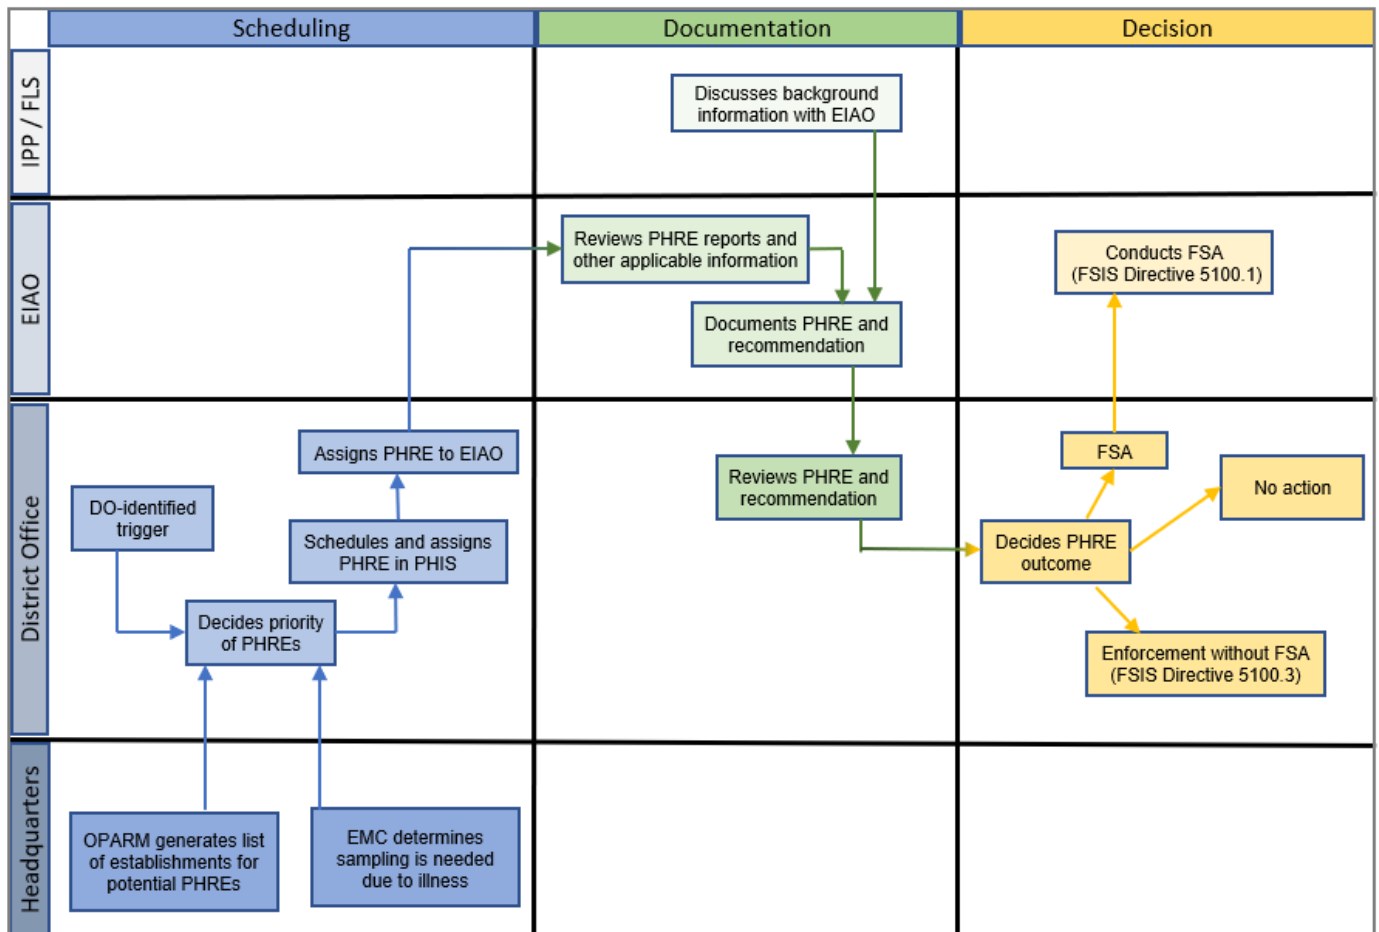 Scheduling
Documentation
Decision
IPP / FLS
Discusses background
information with EIAO
EIAO
Reviews PHRE reports and
other applicable information
Documents PHRE and
recommendation
Conducts FSA
(FSIS Directive 5100.1)
District Office
Assigns PHRE to EIAO
DO-identified
trigger
Schedules and assigns
PHRE in PHIS
Decides priority
of PHREs
Reviews PHRE and
recommendation
FSA
No action
Decides PHRE
outcome
Enforcement without FSA
(FSIS Directive 5100.3)
Headquarters
OPARM generates list
of establishments for
potential PHREs
EMC determines
sampling is needed
due to illness